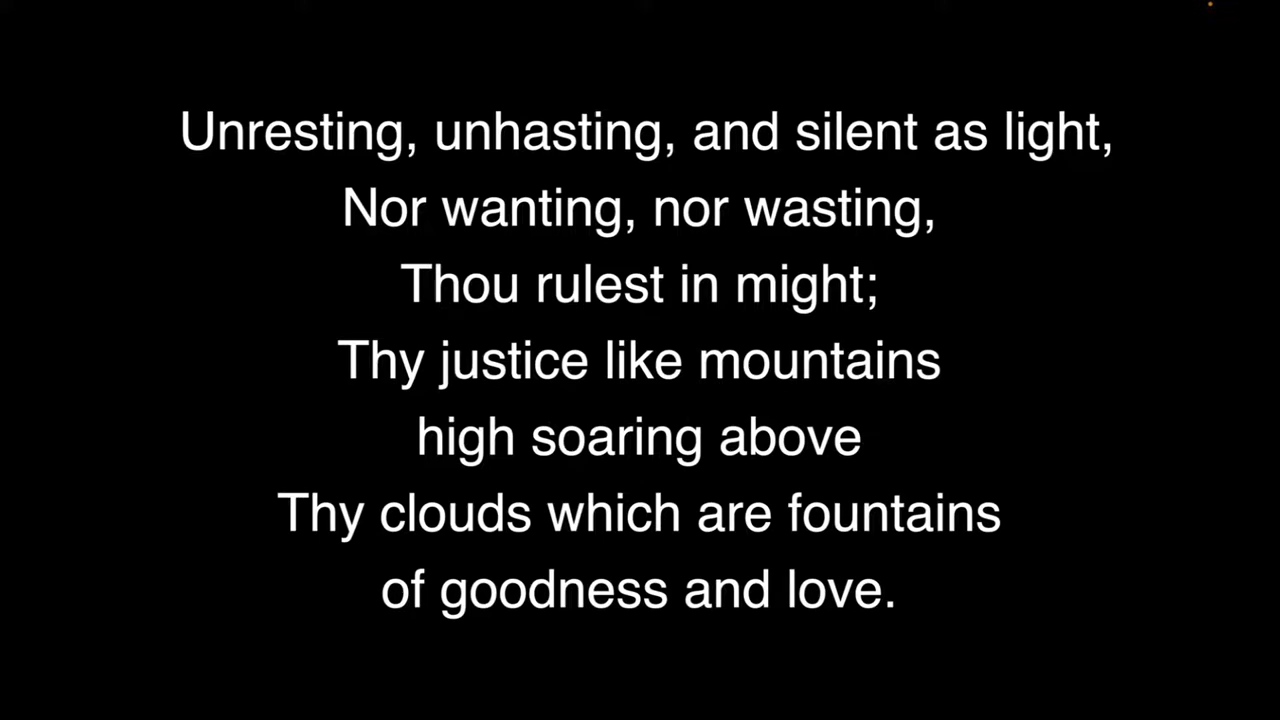 Unresting, unhasting, and silent as light,
Nor wanting, nor wasting,
Thou rulest in might;
Thy justice like mountains
high soaring above
Thy clouds which are fountains
of goodness and love.